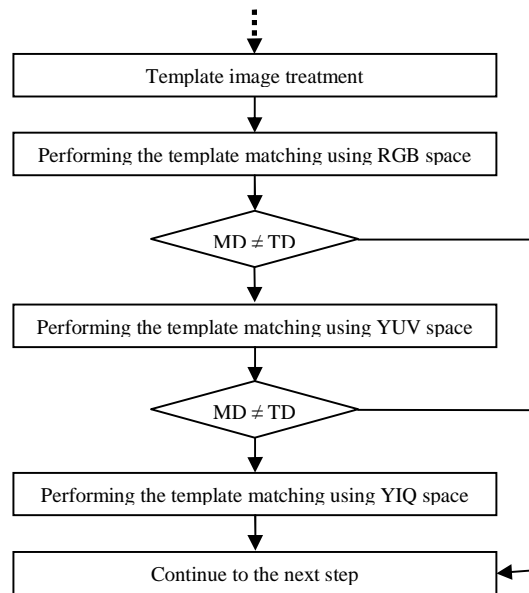 Template image treatment
Performing the template matching using RGB space
MD ≠ TD
Performing the template matching using YUV space
MD ≠ TD
Performing the template matching using YIQ space
Continue to the next step